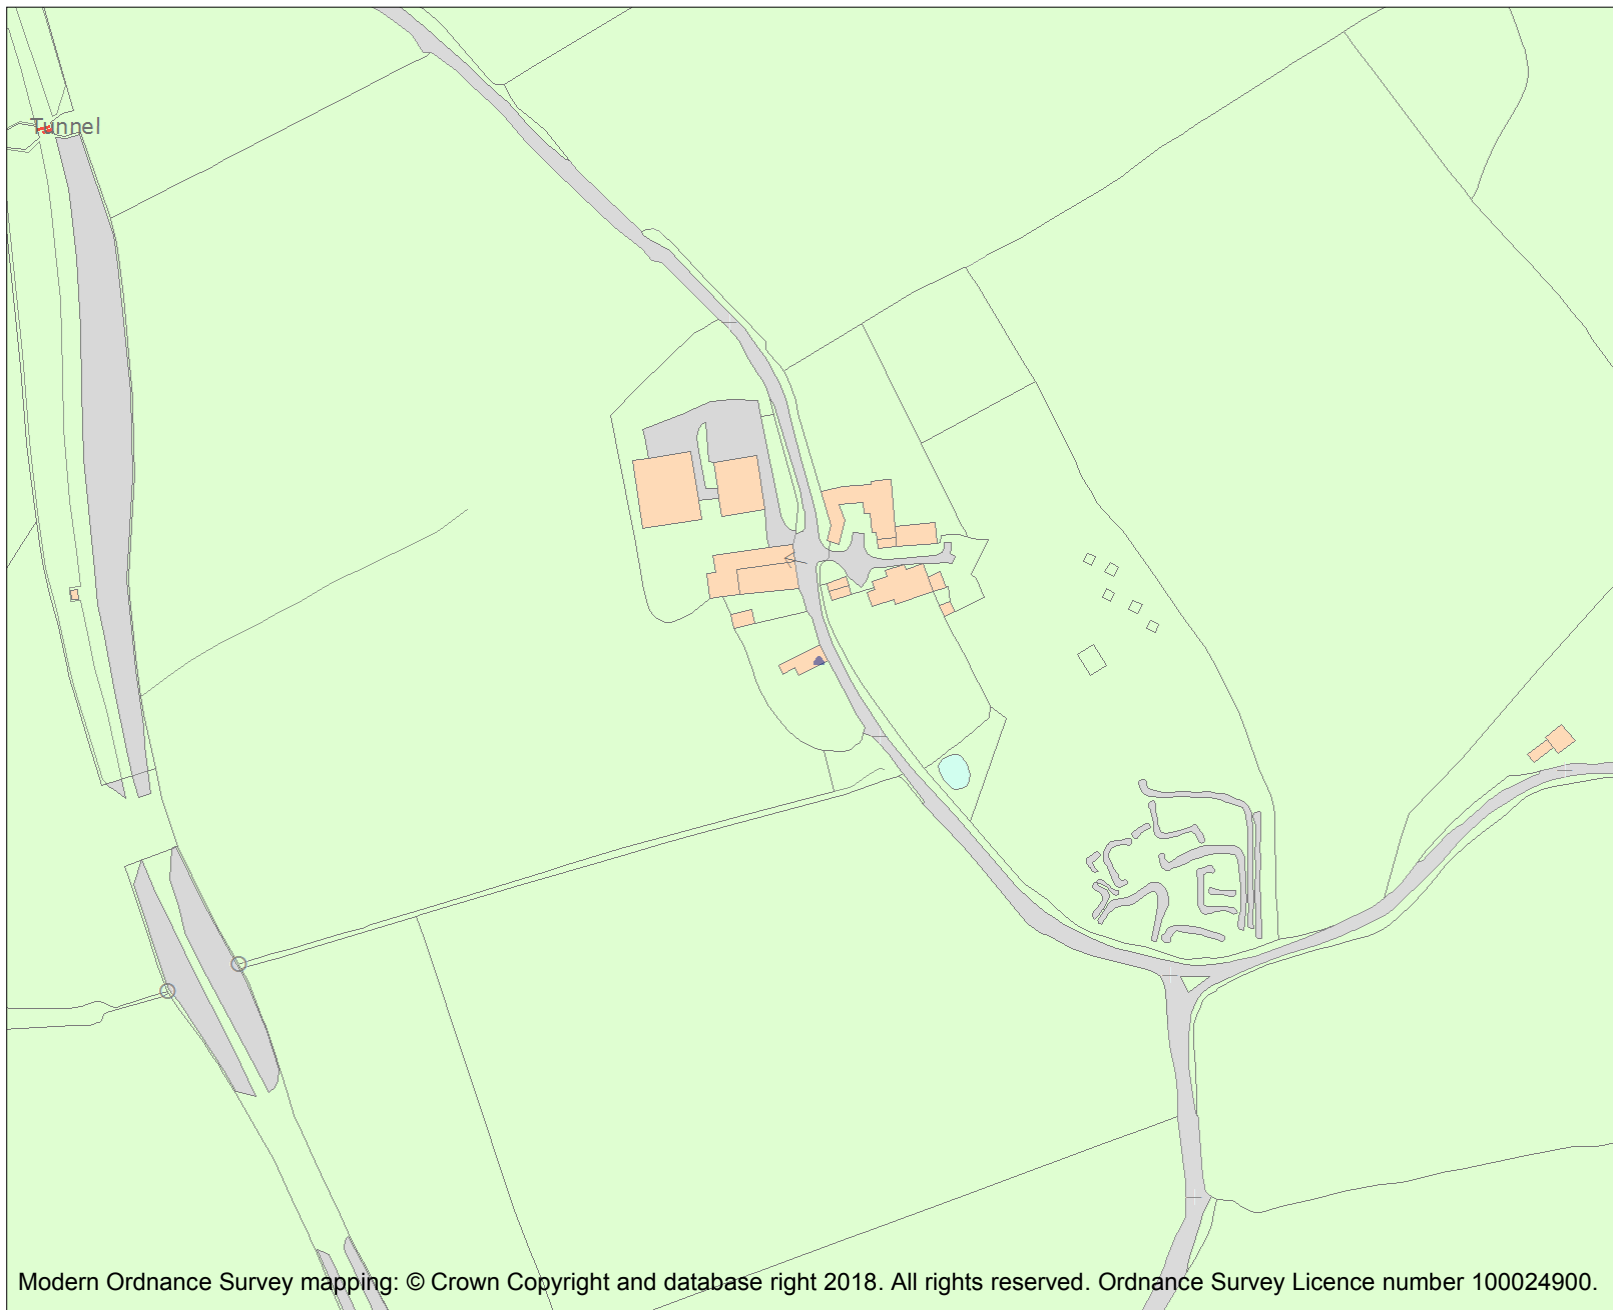 Tunnel
Modern Ordnance Survey mapping: © Crown Copyright and database right 2018. All rights reserved. Ordnance Survey Licence number 100024900.